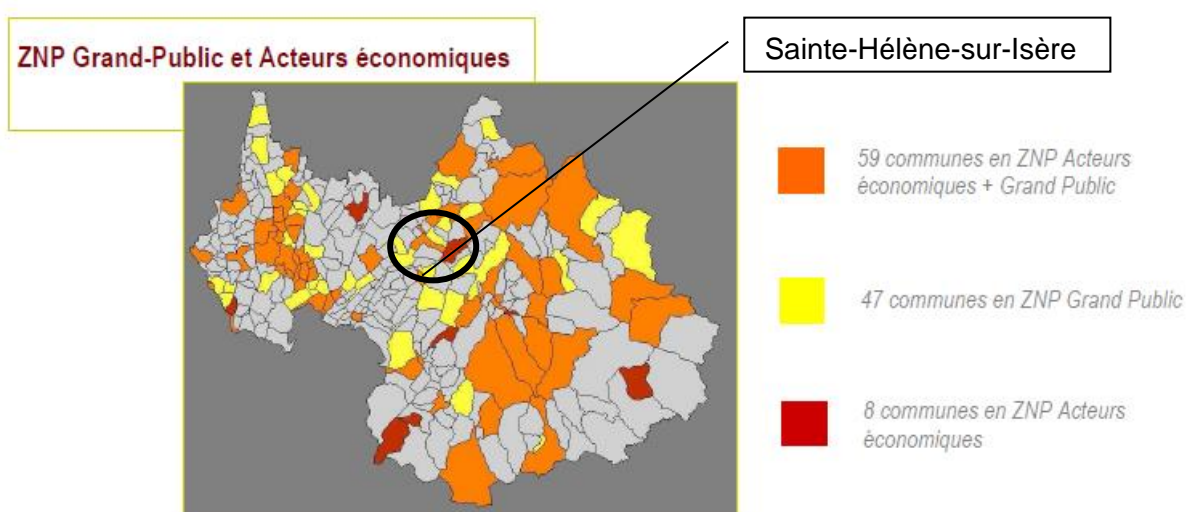 ZNP Grand-Public et Acteurs économiques
Sainte-Hélène-sur-Isère
59 communes en ZNP Acteurs
économiques + Grand Public
47 communes en ZNP Grand Public
8 communes en ZNP Acteurs
économiques